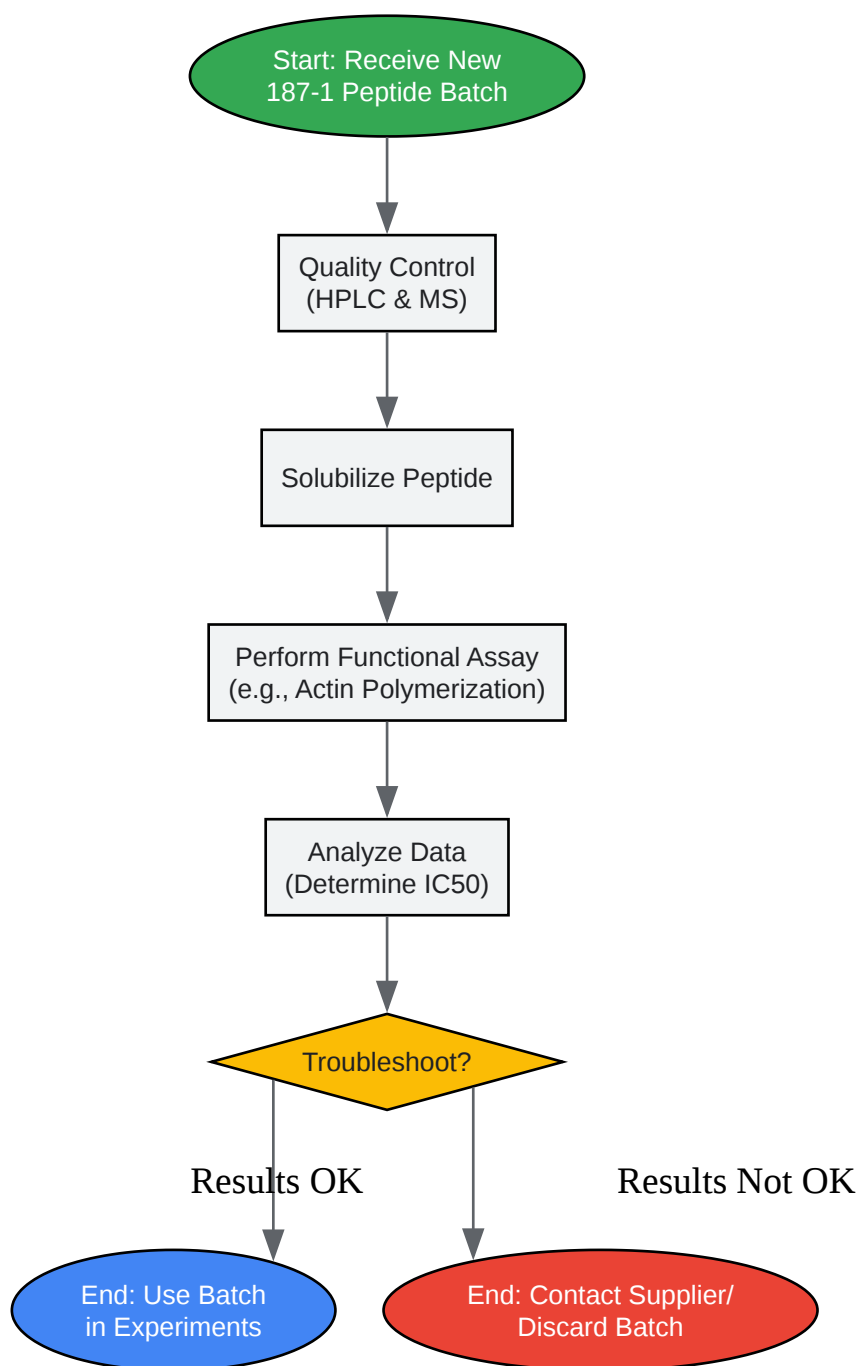 Start: Receive New
187-1 Peptide Batch
Quality Control
(HPLC & MS)
Solubilize Peptide
Perform Functional Assay
(e.g., Actin Polymerization)
Analyze Data
(Determine IC50)
Troubleshoot?
Results OK
Results Not OK
End: Use Batch
in Experiments
End: Contact Supplier/
Discard Batch